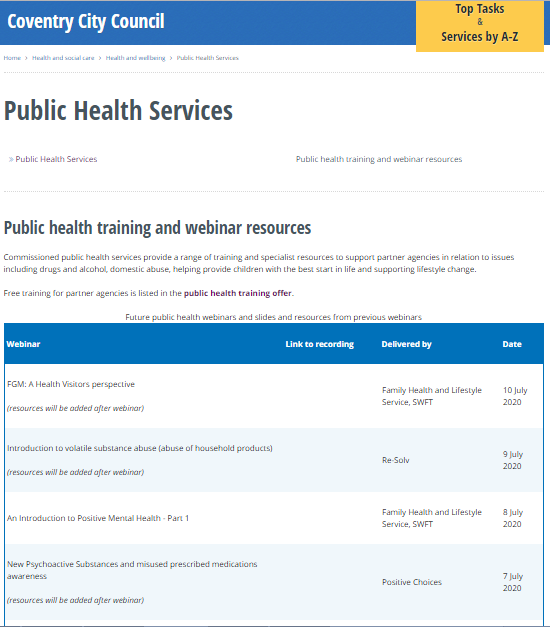 Coventry City Council
Top Tasks
&
Services by A-Z
Home > Health and social care > Health and wellbeing > Public Health Services
Public Health Services
» Public Health Services
Public health training and webinar resources
Public health training and webinar resources
Commissioned public health services provide a range of training and specialist resources to support partner agencies in relation to issues
including drugs and alcohol, domestic abuse, helping provide children with the best start in life and supporting lifestyle change.
Free training for partner agencies is listed in the public health training offer.
Future public health webinars and slides and resources from previous webinars
Webinar Link to recording Delivered by Date
FGM: A Health Visitors perspective
(resources will be added after webinar)
Family Health and Lifestyle
Service, SWFT
10 July
2020
Introduction to volatile substance abuse (abuse of household products)
(resources will be added after webinar)
Re-Solv
9 July
2020
An Introduction to Positive Mental Health - Part 1
Family Health and Lifestyle
Service, SWFT
8 July
2020
New Psychoactive Substances and misused prescribed medications
awareness
(resources will be added after webinar)
Positive Choices
7 July
2020